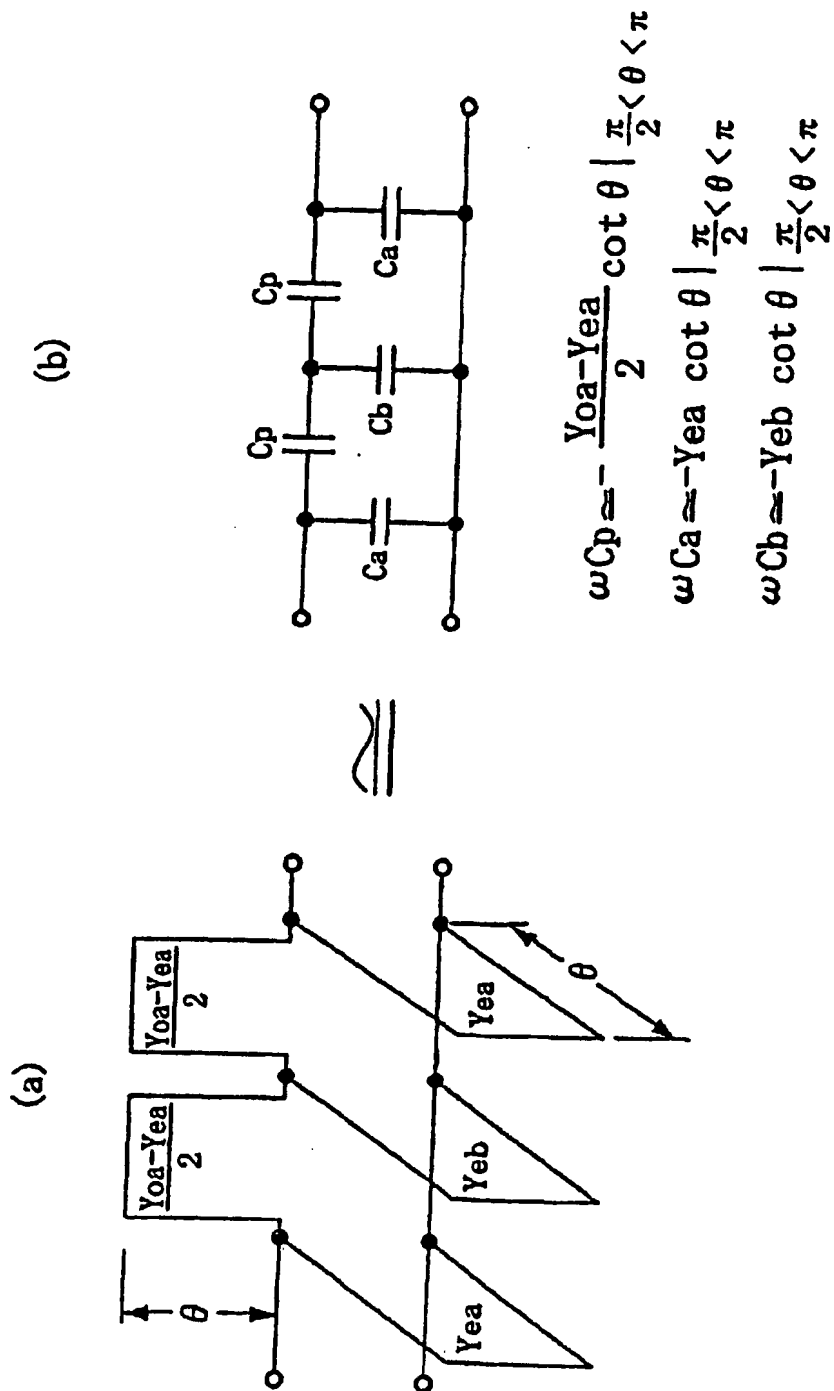 (a)
Yoa-Yea
2
Yoa-Yea
2
θ
Yea
Yeb
Yea
θ
≅
(b)
Cp
Cp
Ca
Cb
Ca
ωCp≃-Yoa-Yea/2 cot θ|π/2<θ<π
ωCa≃-Yea cot θ|π/2<θ<π
ωCb≃-Yeb cot θ|π/2<θ<π